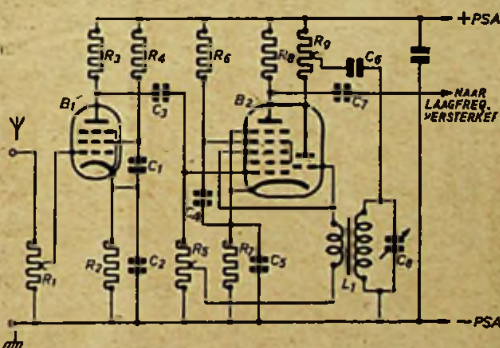 +PSA
R3
R4
R6
R8
R9
C6
B1
C3
B2
C7
NAAR
LAAGFREQ.
VERSTERKER
C1
C4
R1
R2
C2
R5
R7
C5
L1
C8
-PSA